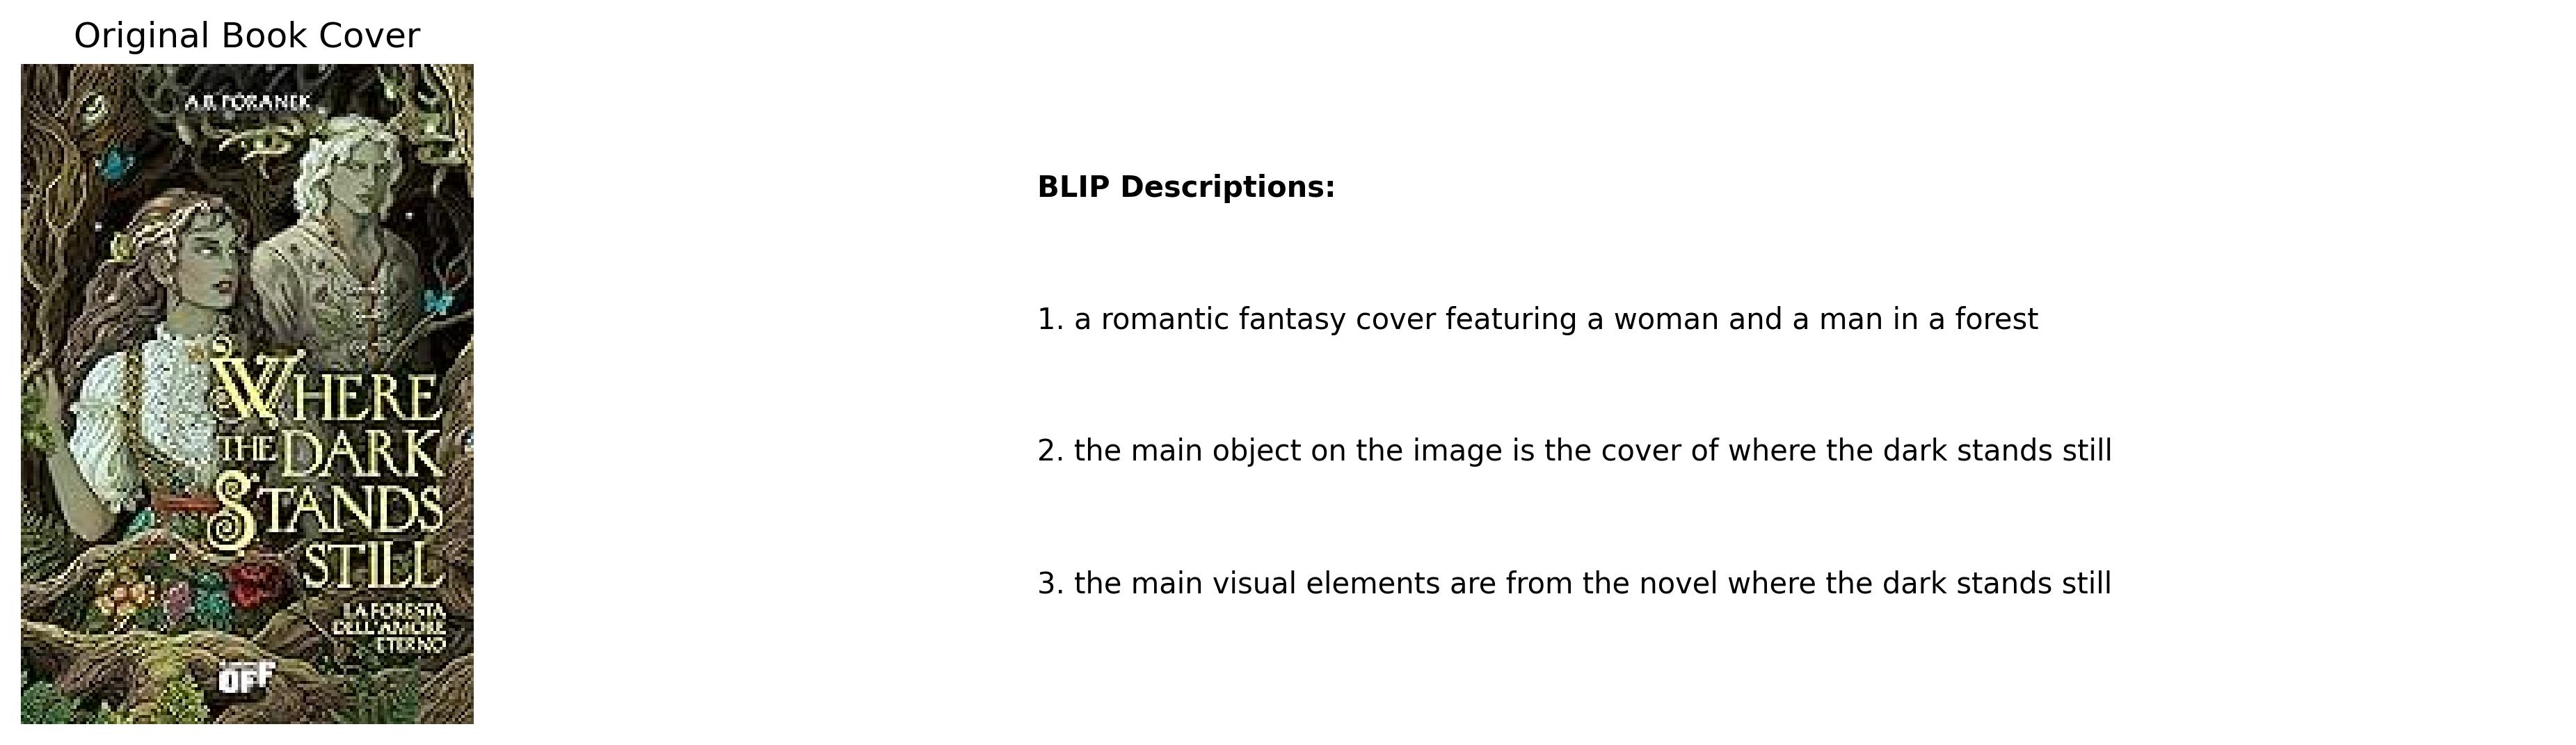 Original Book Cover
A.B. PORANEK
WHERE
THE DARK
STANDS
STILL
LA FORESTA
DELL'AMORE
ETERNO
OFF
BLIP Descriptions:
1. a romantic fantasy cover featuring a woman and a man in a forest
2. the main object on the image is the cover of where the dark stands still
3. the main visual elements are from the novel where the dark stands still